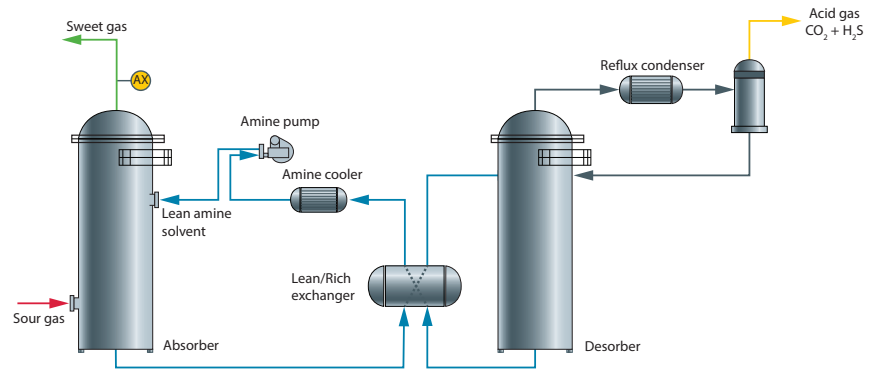 Sweet gas
AX
Acid gas
CO₂ + H₂S
Reflux condenser
Amine pump
Amine cooler
Lean amine
solvent
Lean/Rich
exchanger
Sour gas
Absorber
Desorber